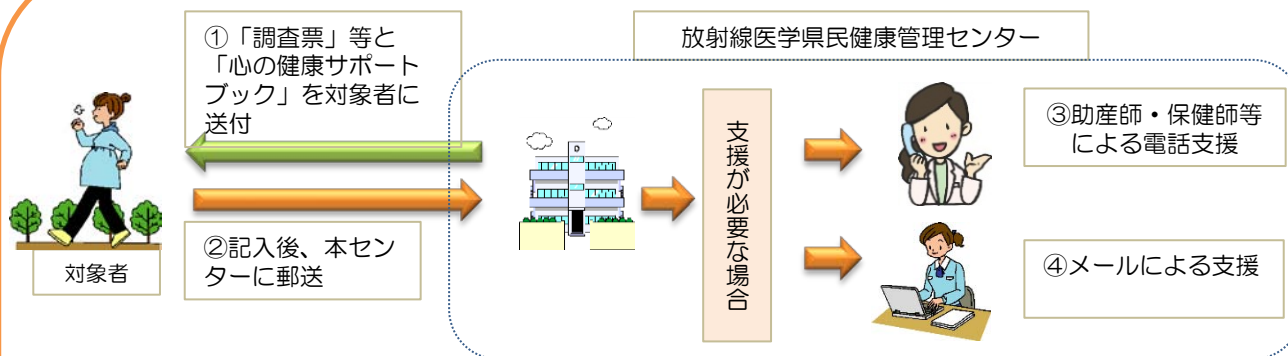 ①「調査票」等と
「心の健康サポート
ブック」を対象者に
送付
放射線医学県民健康管理センター
支援が必要な場合
③助産師・保健師等
による電話支援
対象者
②記入後、本セン
ターに郵送
④メールによる支援